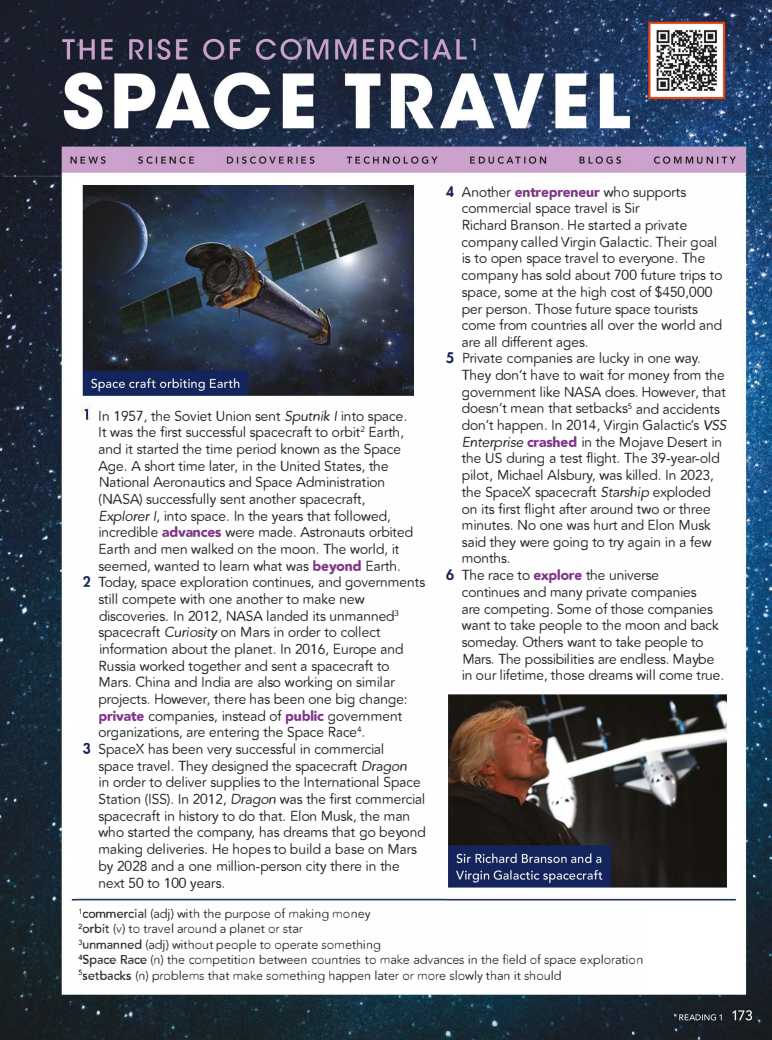 THE RISE OF COMMERCIAL¹
SPACE TRAVEL
NEWS SCIENCE DISCOVERIES TECHNOLOGY EDUCATION BLOGS COMMUNITY
Space craft orbiting Earth
1 In 1957, the Soviet Union sent Sputnik I into space.
It was the first successful spacecraft to orbit² Earth,
and it started the time period known as the Space
Age. A short time later, in the United States, the
National Aeronautics and Space Administration
(NASA) successfully sent another spacecraft,
Explorer I, into space. In the years that followed,
incredible advances were made. Astronauts orbited
Earth and men walked on the moon. The world, it
seemed, wanted to learn what was beyond Earth.
2 Today, space exploration continues, and governments
still compete with one another to make new
discoveries. In 2012, NASA landed its unmanned³
spacecraft Curiosity on Mars in order to collect
information about the planet. In 2016, Europe and
Russia worked together and sent a spacecraft to
Mars. China and India are also working on similar
projects. However, there has been one big change:
private companies, instead of public government
organizations, are entering the Space Race⁴.
3 SpaceX has been very successful in commercial
space travel. They designed the spacecraft Dragon
in order to deliver supplies to the International Space
Station (ISS). In 2012, Dragon was the first commercial
spacecraft in history to do that. Elon Musk, the man
who started the company, has dreams that go beyond
making deliveries. He hopes to build a base on Mars
by 2028 and a one million-person city there in the
next 50 to 100 years.
4 Another entrepreneur who supports
commercial space travel is Sir
Richard Branson. He started a private
company called Virgin Galactic. Their goal
is to open space travel to everyone. The
company has sold about 700 future trips to
space, some at the high cost of $450,000
per person. Those future space tourists
come from countries all over the world and
are all different ages.
5 Private companies are lucky in one way.
They don't have to wait for money from the
government like NASA does. However, that
doesn't mean that setbacks⁵ and accidents
don't happen. In 2014, Virgin Galactic's VSS
Enterprise crashed in the Mojave Desert in
the US during a test flight. The 39-year-old
pilot, Michael Alsbury, was killed. In 2023,
the SpaceX spacecraft Starship exploded
on its first flight after around two or three
minutes. No one was hurt and Elon Musk
said they were going to try again in a few
months.
6 The race to explore the universe
continues and many private companies
are competing. Some of those companies
want to take people to the moon and back
someday. Others want to take people to
Mars. The possibilities are endless. Maybe
in our lifetime, those dreams will come true.
Sir Richard Branson and a
Virgin Galactic spacecraft
¹commercial (adj) with the purpose of making money
²orbit (v) to travel around a planet or star
³unmanned (adj) without people to operate something
⁴Space Race (n) the competition between countries to make advances in the field of space exploration
⁵setbacks (n) problems that make something happen later or more slowly than it should
READING 1 173